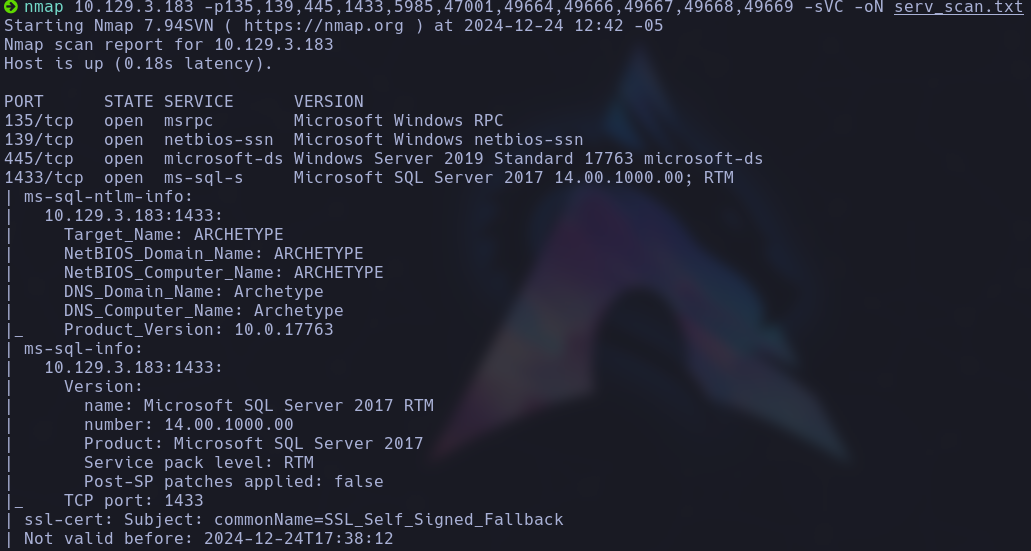 nmap 10.129.3.183 -p135,139,445,1433,5985,47001,49664,49666,49667,49668,49669 -sVC -oN serv_scan.txt
Starting Nmap 7.94SVN ( https://nmap.org ) at 2024-12-24 12:42 -05
Nmap scan report for 10.129.3.183
Host is up (0.18s latency).

PORT      STATE SERVICE      VERSION
135/tcp   open  msrpc        Microsoft Windows RPC
139/tcp   open  netbios-ssn  Microsoft Windows netbios-ssn
445/tcp   open  microsoft-ds Windows Server 2019 Standard 17763 microsoft-ds
1433/tcp  open  ms-sql-s     Microsoft SQL Server 2017 14.00.1000.00; RTM
| ms-sql-ntlm-info:
|   10.129.3.183:1433:
|     Target_Name: ARCHETYPE
|     NetBIOS_Domain_Name: ARCHETYPE
|     NetBIOS_Computer_Name: ARCHETYPE
|     DNS_Domain_Name: Archetype
|     DNS_Computer_Name: Archetype
|_    Product_Version: 10.0.17763
| ms-sql-info:
|   10.129.3.183:1433:
|     Version:
|       name: Microsoft SQL Server 2017 RTM
|       number: 14.00.1000.00
|       Product: Microsoft SQL Server 2017
|       Service pack level: RTM
|       Post-SP patches applied: false
|_    TCP port: 1433
| ssl-cert: Subject: commonName=SSL_Self_Signed_Fallback
| Not valid before: 2024-12-24T17:38:12